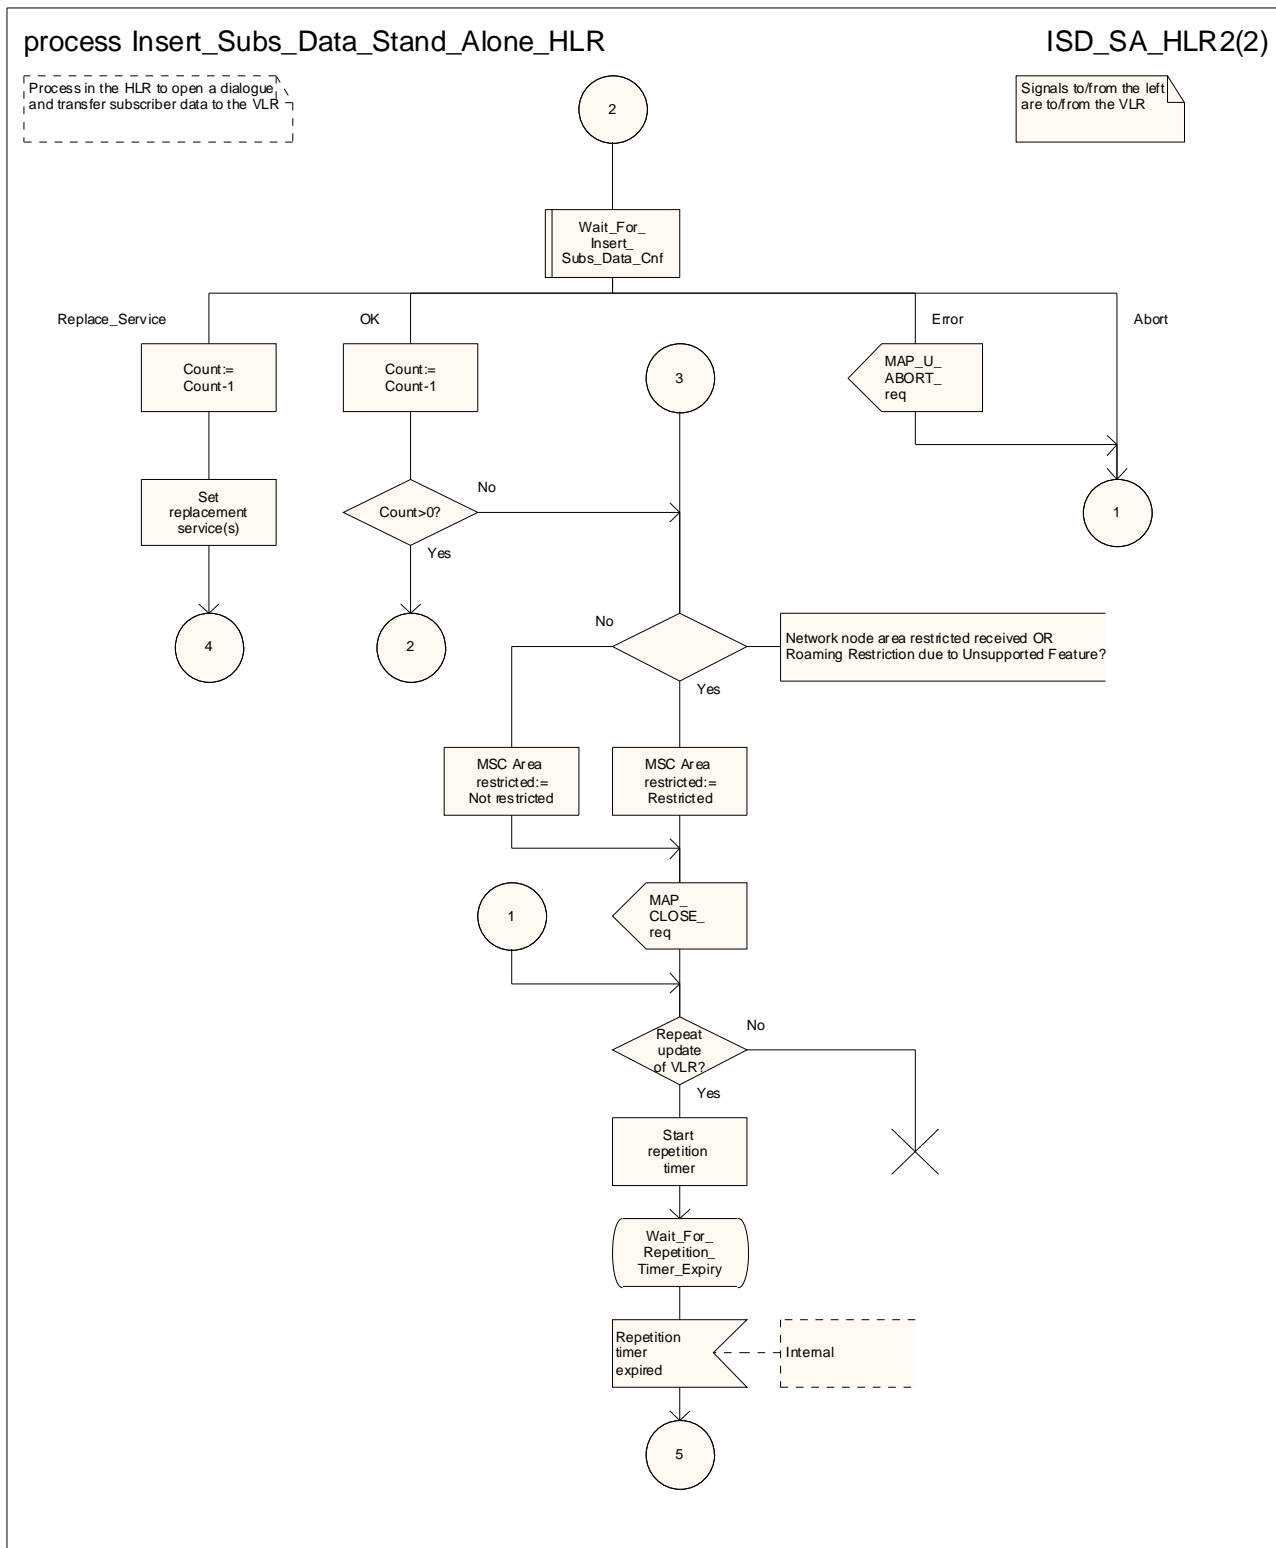 process Insert_Subs_Data_Stand_Alone_HLR
ISD_SA_HLR2(2)
Process in the HLR to open a dialogue
and transfer subscriber data to the VLR
2
Signals to/from the left
are to/from the VLR
Wait_For_
Insert_
Subs_Data_Cnf
Replace_Service
OK
Error
Abort
Count:=
Count-1
Count:=
Count-1
3
MAP_U_
ABORT_
req
Set
replacement
service(s)
Count>0?
No
Yes
1
4
2
No
Yes
Network node area restricted received OR
Roaming Restriction due to Unsupported Feature?
MSC Area
restricted:=
Not restricted
MSC Area
restricted:=
Restricted
1
MAP_
CLOSE_
req
Repeat
update
of VLR?
No
Yes
Start
repetition
timer
Wait_For_
Repetition_
Timer_Expiry
Repetition
timer
expired
Internal
5